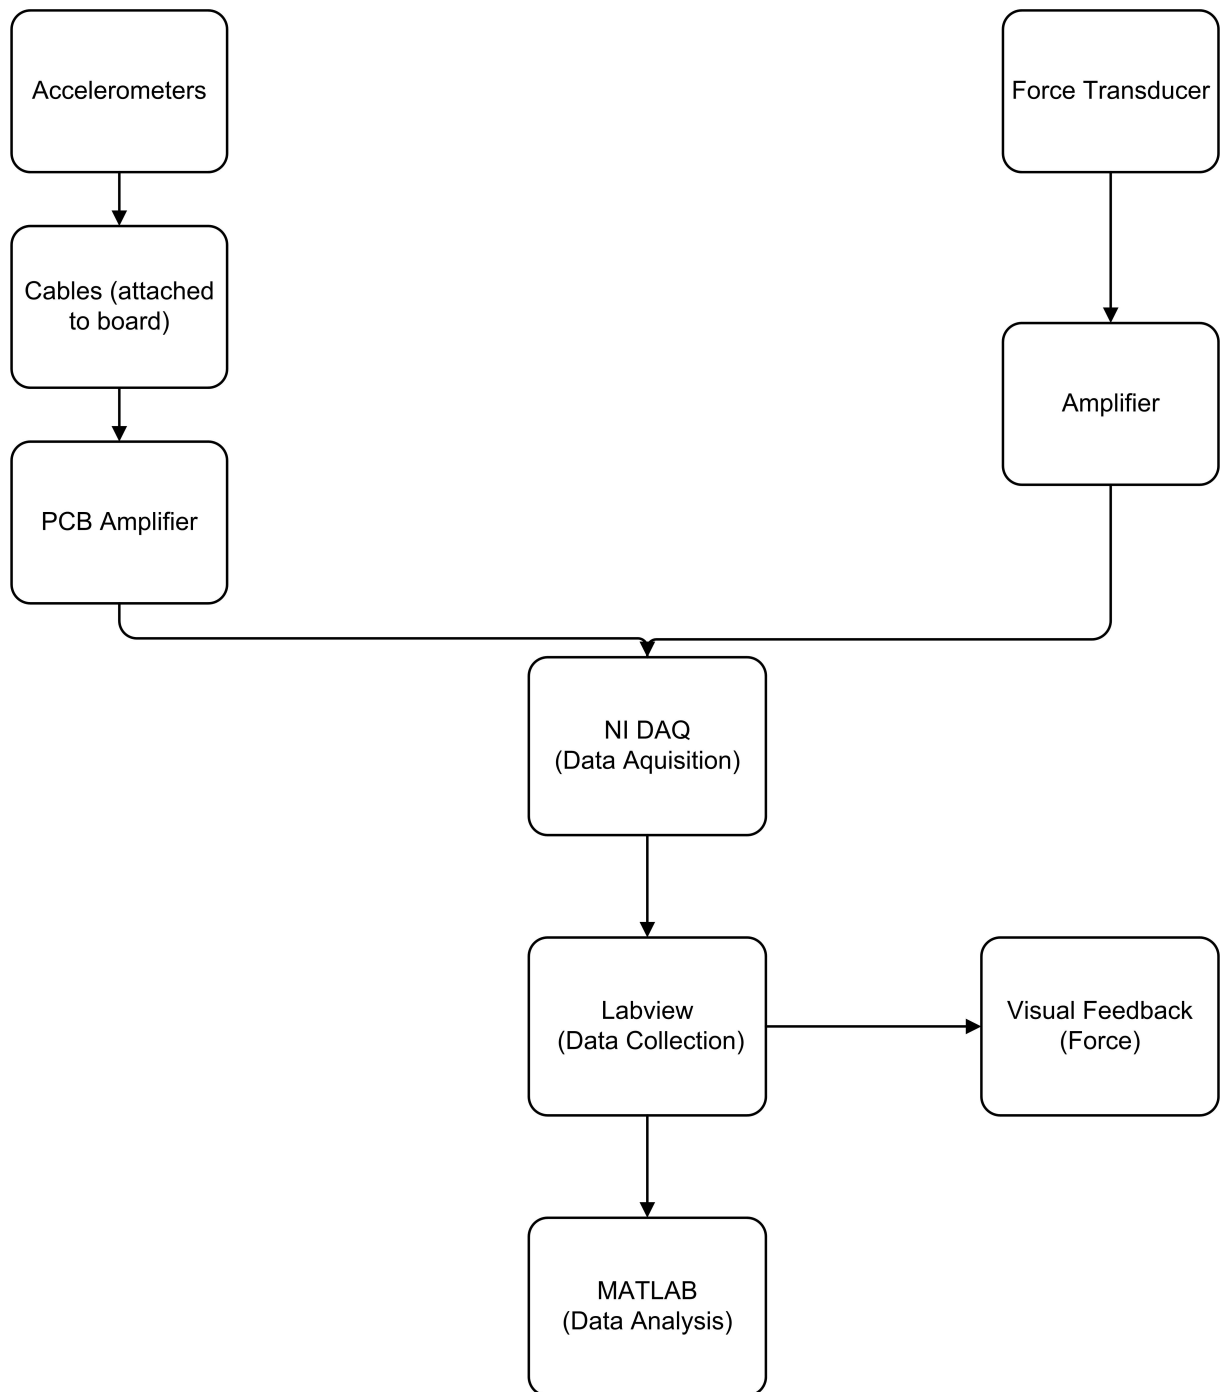 Accelerometers
Force Transducer
Cables (attached
to board)
Amplifier
PCB Amplifier
NI DAQ
(Data Aquisition)
Labview
(Data Collection)
Visual Feedback
(Force)
MATLAB
(Data Analysis)